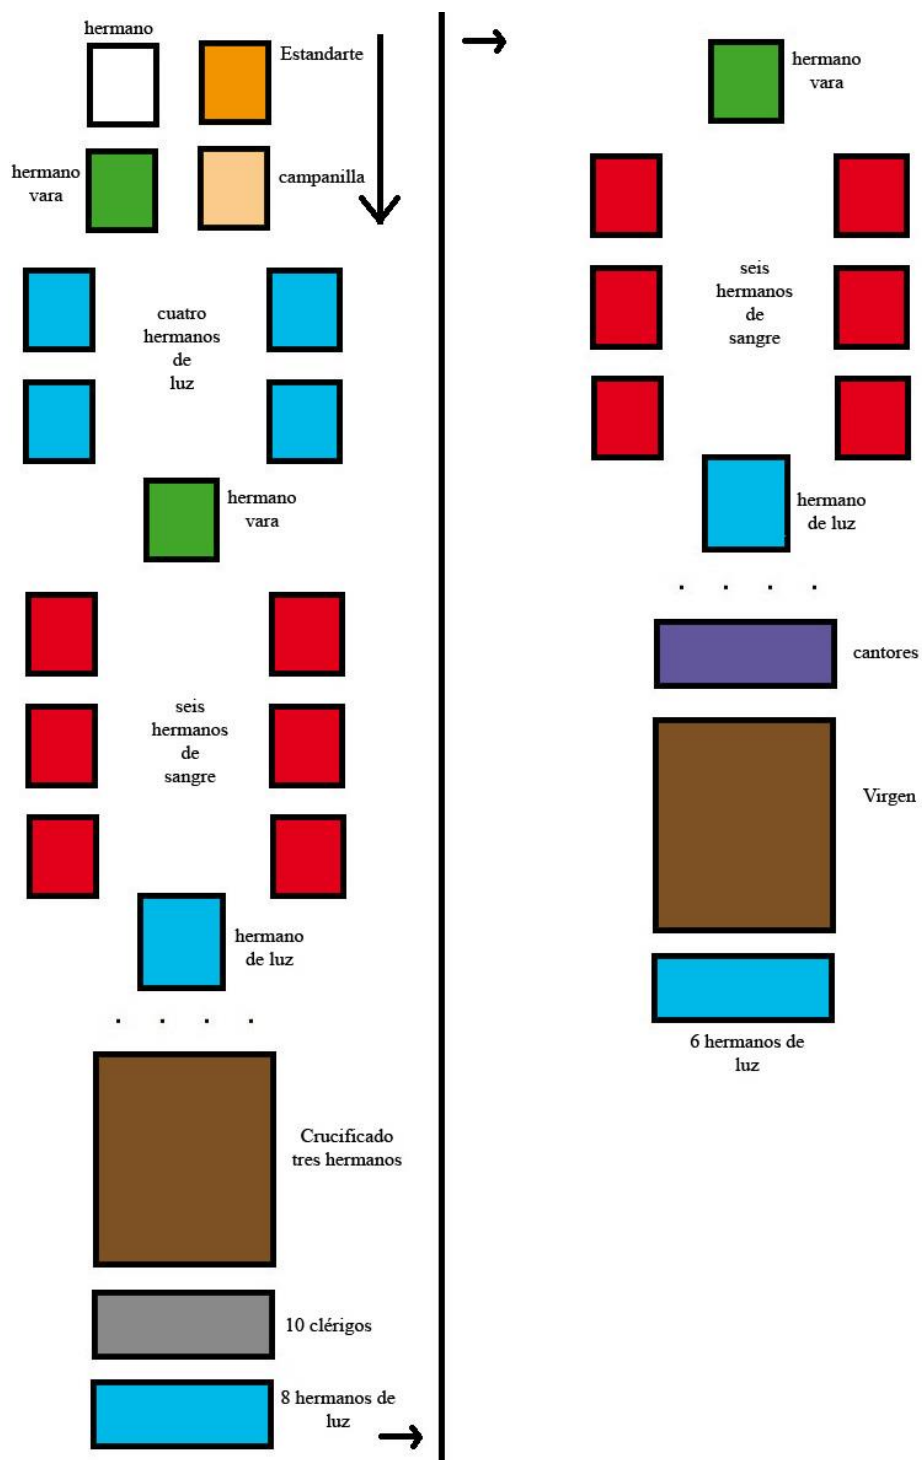 hermano
Estandarte
hermano
vara
campanilla
cuatro
hermanos
de
luz
hermano
vara
seis
hermanos
de
sangre
hermano
de luz
. . . .
Crucificado
tres hermanos
10 clérigos
8 hermanos de
luz
hermano
vara
seis
hermanos
de
sangre
hermano
de luz
. . . .
cantores
Virgen
6 hermanos de
luz